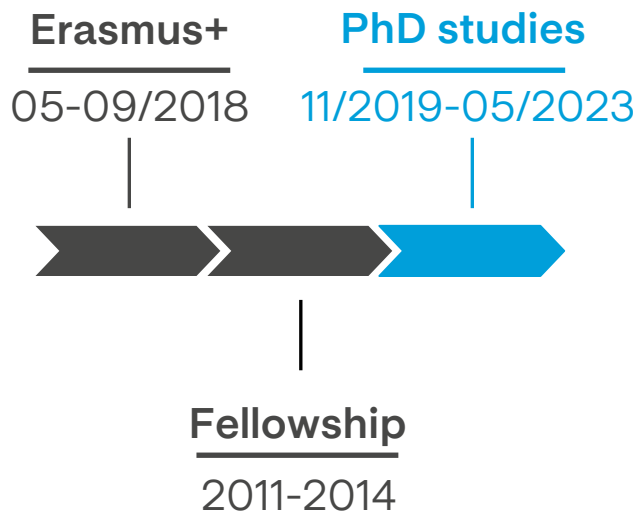 Erasmus+
05-09/2018
PhD studies
11/2019-05/2023
Fellowship
2011-2014